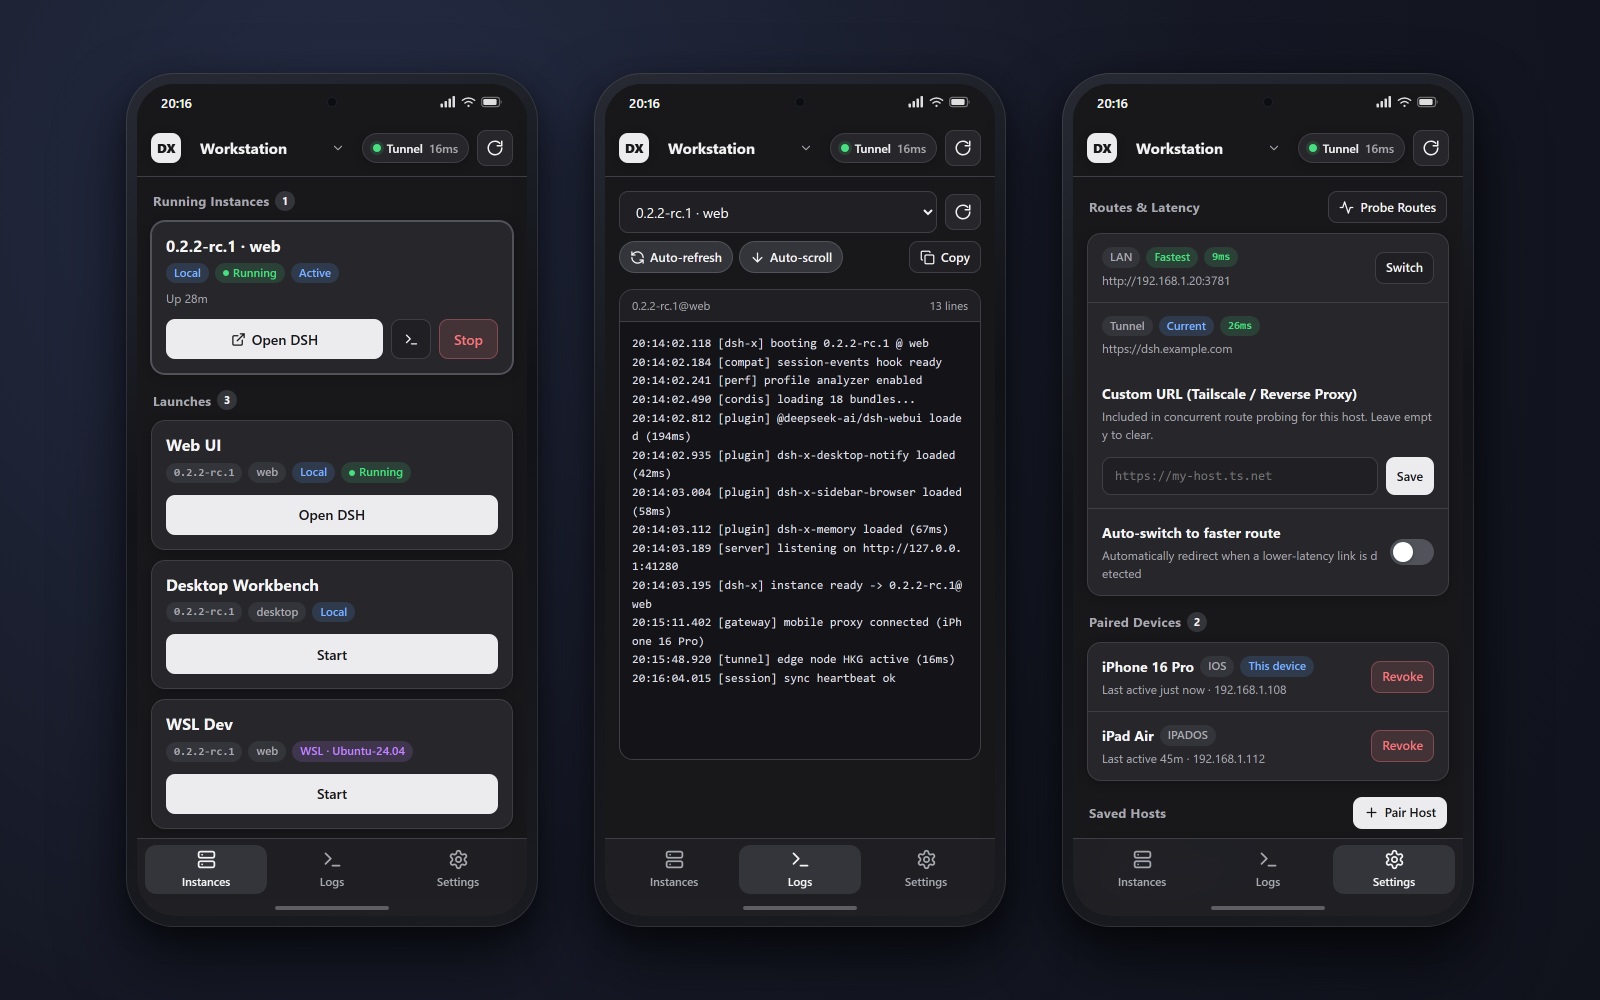 20:16
DX Workstation Tunnel 16ms
Running Instances 1
0.2.2-rc.1 · web
Local Running Active
Up 28m
Open DSH Stop
Launches 3
Web UI
0.2.2-rc.1 web Local Running
Open DSH
Desktop Workbench
0.2.2-rc.1 desktop Local
Start
WSL Dev
0.2.2-rc.1 web WSL · Ubuntu-24.04
Start
Instances Logs Settings
20:16
DX Workstation Tunnel 16ms
0.2.2-rc.1 · web
Auto-refresh Auto-scroll Copy
0.2.2-rc.1@web 13 lines
20:14:02.118 [dsh-x] booting 0.2.2-rc.1 @ web
20:14:02.184 [compat] session-events hook ready
20:14:02.241 [perf] profile analyzer enabled
20:14:02.490 [cordis] loading 18 bundles...
20:14:02.812 [plugin] @deepseek-ai/dsh-webui loade
d (194ms)
20:14:02.935 [plugin] dsh-x-desktop-notify loaded
(42ms)
20:14:03.004 [plugin] dsh-x-sidebar-browser loaded
(58ms)
20:14:03.112 [plugin] dsh-x-memory loaded (67ms)
20:14:03.189 [server] listening on http://127.0.0.
1:41280
20:14:03.195 [dsh-x] instance ready -> 0.2.2-rc.1@
web
20:15:11.402 [gateway] mobile proxy connected (iPh
one 16 Pro)
20:15:48.920 [tunnel] edge node HKG active (16ms)
20:16:04.015 [session] sync heartbeat ok
Instances Logs Settings
20:16
DX Workstation Tunnel 16ms
Routes & Latency Probe Routes
LAN Fastest 9ms
http://192.168.1.20:3781
Switch
Tunnel Current 26ms
https://dsh.example.com
Custom URL (Tailscale / Reverse Proxy)
Included in concurrent route probing for this host. Leave empt
y to clear.
https://my-host.ts.net Save
Auto-switch to faster route
Automatically redirect when a lower-latency link is d
etected
Paired Devices 2
iPhone 16 Pro IOS This device
Last active just now · 192.168.1.108
Revoke
iPad Air IPADOS
Last active 45m · 192.168.1.112
Revoke
Saved Hosts + Pair Host
Instances Logs Settings